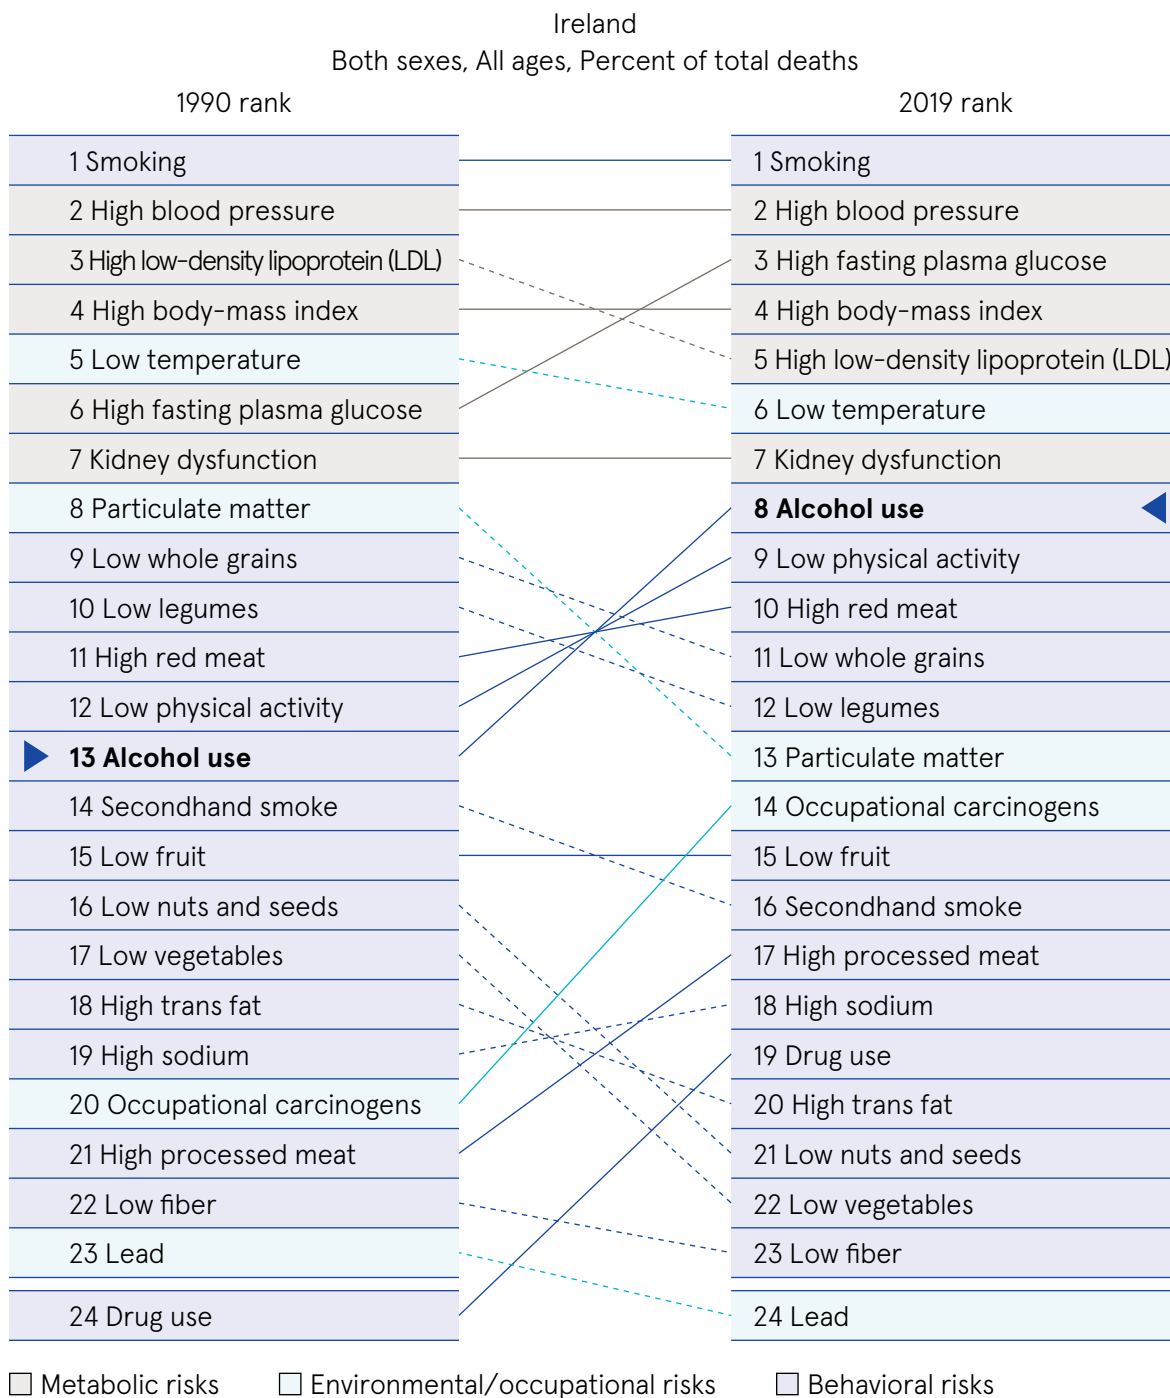 Ireland
Both sexes, All ages, Percent of total deaths
1990 rank
1 Smoking
2 High blood pressure
3 High low-density lipoprotein (LDL)
4 High body-mass index
5 Low temperature
6 High fasting plasma glucose
7 Kidney dysfunction
8 Particulate matter
9 Low whole grains
10 Low legumes
11 High red meat
12 Low physical activity
13 Alcohol use
14 Secondhand smoke
15 Low fruit
16 Low nuts and seeds
17 Low vegetables
18 High trans fat
19 High sodium
20 Occupational carcinogens
21 High processed meat
22 Low fiber
23 Lead
24 Drug use
2019 rank
1 Smoking
2 High blood pressure
3 High fasting plasma glucose
4 High body-mass index
5 High low-density lipoprotein (LDL)
6 Low temperature
7 Kidney dysfunction
8 Alcohol use
9 Low physical activity
10 High red meat
11 Low whole grains
12 Low legumes
13 Particulate matter
14 Occupational carcinogens
15 Low fruit
16 Secondhand smoke
17 High processed meat
18 High sodium
19 Drug use
20 High trans fat
21 Low nuts and seeds
22 Low vegetables
23 Low fiber
24 Lead
Metabolic risks
Environmental/occupational risks
Behavioral risks